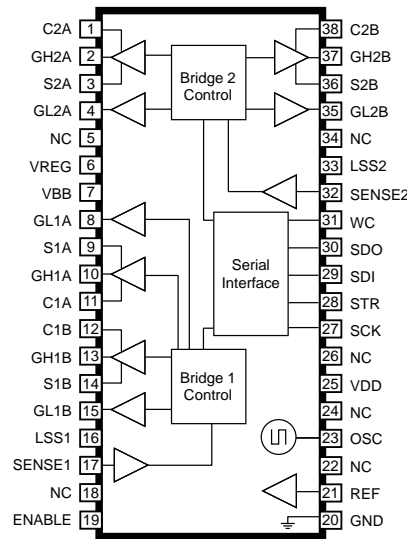 C2A 1
GH2A 2
S2A 3
GL2A 4
NC 5
VREG 6
VBB 7
GL1A 8
S1A 9
GH1A 10
C1A 11
C1B 12
GH1B 13
S1B 14
GL1B 15
LSS1 16
SENSE1 17
NC 18
ENABLE 19
Bridge 2
Control
Serial
Interface
Bridge 1
Control
38 C2B
37 GH2B
36 S2B
35 GL2B
34 NC
33 LSS2
32 SENSE2
31 WC
30 SDO
29 SDI
28 STR
27 SCK
26 NC
25 VDD
24 NC
23 OSC
22 NC
21 REF
20 GND